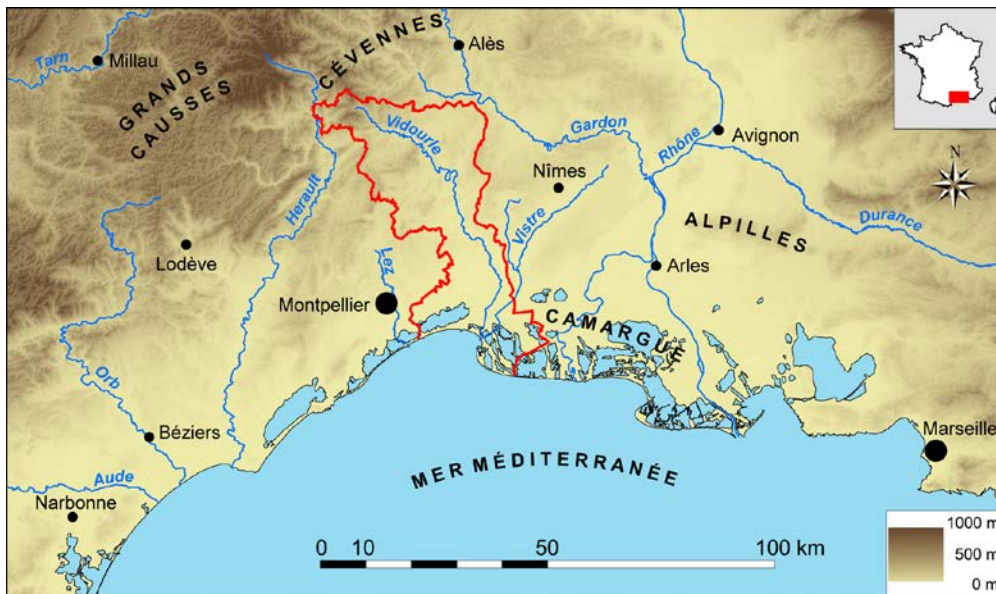 Tarn
Millau
GRANDS
CAUSSES
CÉVENNES
Alès
Vidourle
Gardon
Rhône
Avignon
N
Nîmes
Vistre
Herault
Durance
ALPILLES
Lodève
Lez
Arles
Montpellier
CAMARGUE
Orb
Béziers
Marseille
MER MÉDITERRANÉE
Aude
Narbonne
0 10 50 100 km
1000 m
500 m
0 m